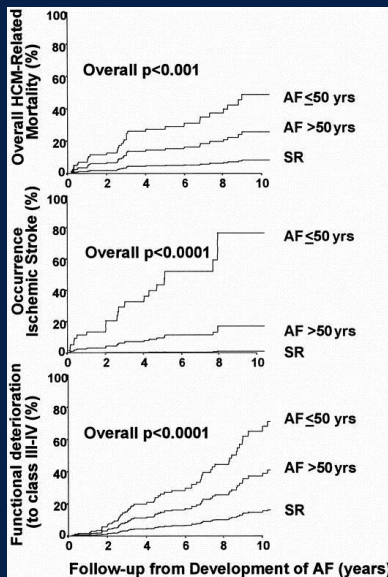 Overall HCM-Related
Mortality (%)
100
80
60
40
20
0
Overall p<0.001
AF ≤50 yrs
AF >50 yrs
SR
0 2 4 6 8 10
Occurrence
Ischemic Stroke (%)
100
80
60
40
20
0
Overall p<0.0001
AF ≤50 yrs
AF >50 yrs
SR
0 2 4 6 8 10
Functional deterioration
(to class III-IV) (%)
100
80
60
40
20
0
Overall p<0.0001
AF ≤50 yrs
AF >50 yrs
SR
0 2 4 6 8 10
Follow-up from Development of AF (years)